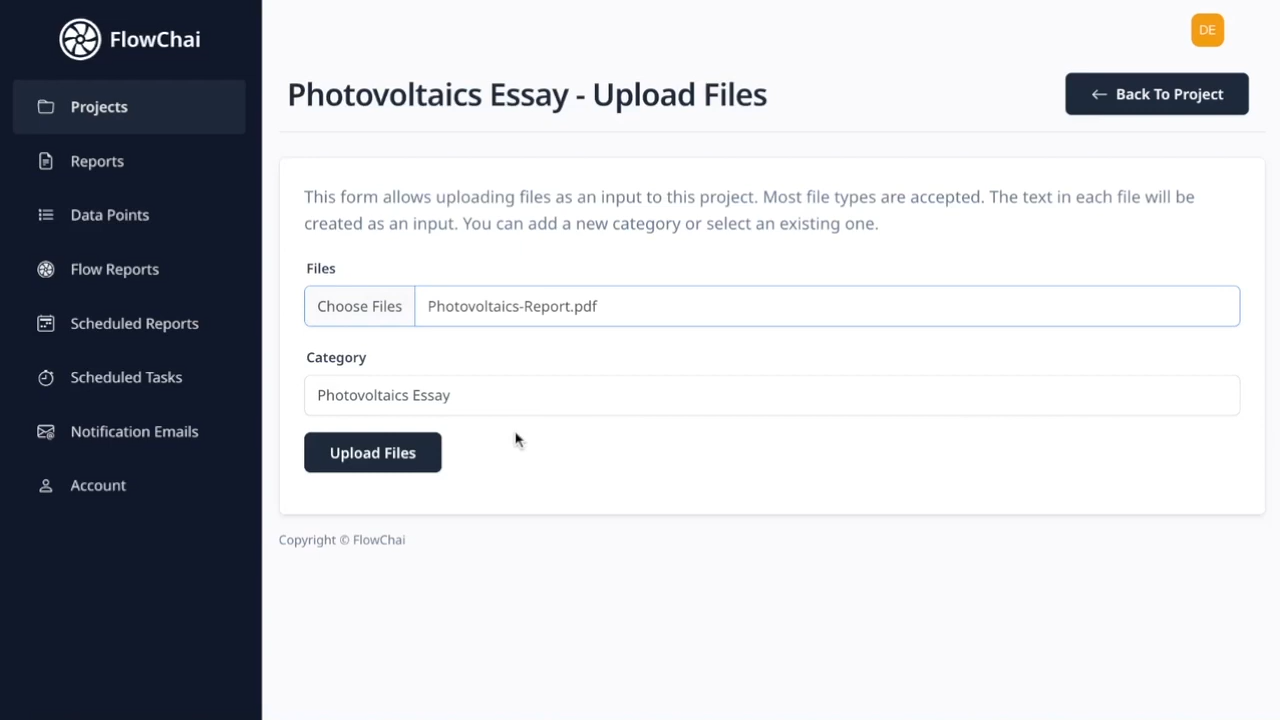 FlowChai
Projects
Reports
Data Points
Flow Reports
Scheduled Reports
Scheduled Tasks
Notification Emails
Account
DE
Photovoltaics Essay - Upload Files
Back To Project
This form allows uploading files as an input to this project. Most file types are accepted. The text in each file will be
created as an input. You can add a new category or select an existing one.
Files
Choose Files Photovoltaics-Report.pdf
Category
Photovoltaics Essay
Upload Files
Copyright © FlowChai